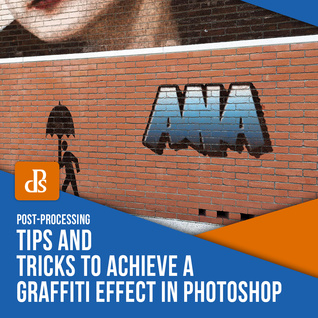 ANA
dPS
POST-PROCESSING
TIPS AND
TRICKS TO ACHIEVE A
GRAFFITI EFFECT IN PHOTOSHOP